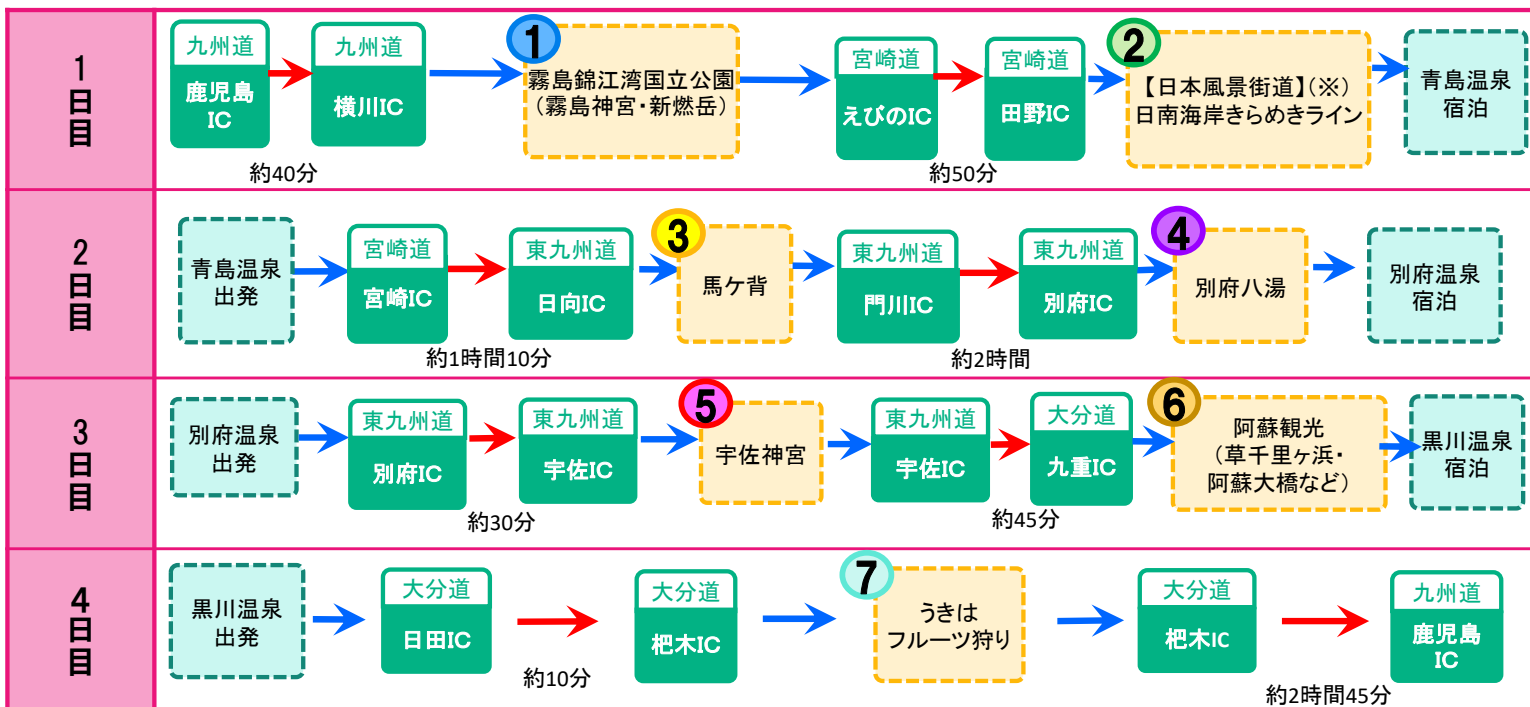 1
日
目
九州道
鹿児島
IC
九州道
横川IC
約40分
1
霧島錦江湾国立公園
（霧島神宮・新燃岳）
宮崎道
えびのIC
宮崎道
田野IC
約50分
2
【日本風景街道】（※）
日南海岸きらめきライン
青島温泉
宿泊
2
日
目
青島温泉
出発
宮崎道
宮崎IC
東九州道
日向IC
約1時間10分
3
馬ケ背
東九州道
門川IC
東九州道
別府IC
約2時間
4
別府八湯
別府温泉
宿泊
3
日
目
別府温泉
出発
東九州道
別府IC
東九州道
宇佐IC
約30分
5
宇佐神宮
東九州道
宇佐IC
大分道
九重IC
約45分
6
阿蘇観光
（草千里ヶ浜・
阿蘇大橋など）
黒川温泉
宿泊
4
日
目
黒川温泉
出発
大分道
日田IC
大分道
杷木IC
約10分
7
うきは
フルーツ狩り
大分道
杷木IC
九州道
鹿児島
IC
約2時間45分